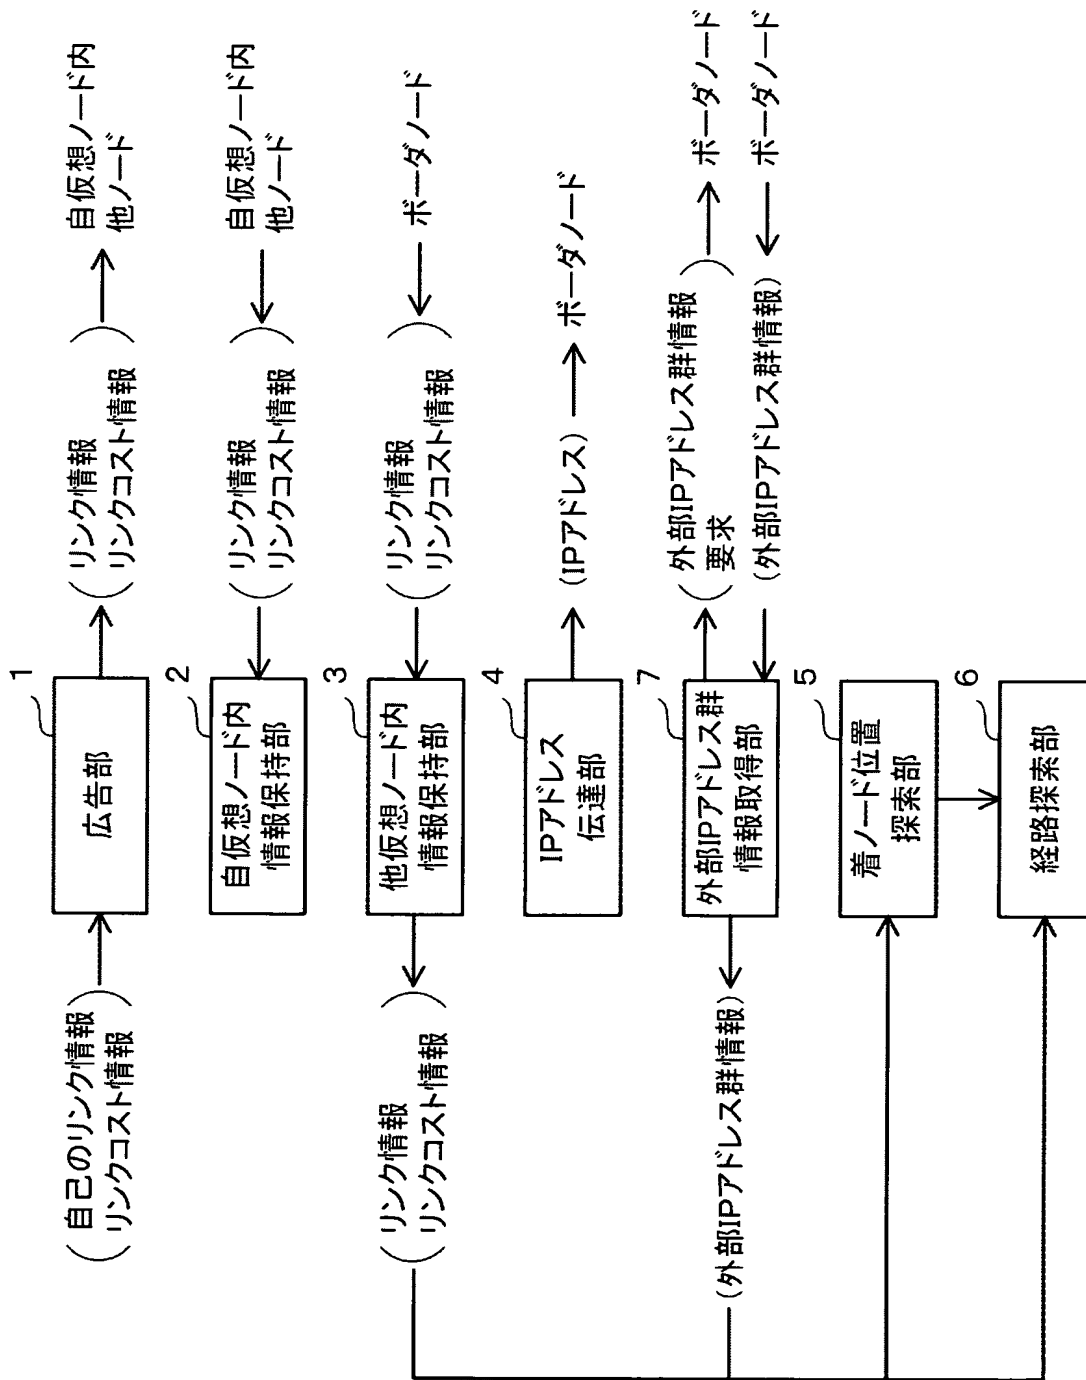 1
(自己のリンク情報
リンクコスト情報)
広告部
(リンク情報
リンクコスト情報)
自仮想ノード内
他ノード
2
自仮想ノード内
情報保持部
(リンク情報
リンクコスト情報)
自仮想ノード内
他ノード
3
(リンク情報
リンクコスト情報)
他仮想ノード内
情報保持部
(リンク情報
リンクコスト情報)
ボーダノード
4
IPアドレス
伝達部
(IPアドレス)
ボーダノード
7
(外部IPアドレス群情報)
外部IPアドレス群
情報取得部
(外部IPアドレス群情報
要求)
ボーダノード
(外部IPアドレス群情報)
ボーダノード
5
着ノード位置
探索部
6
経路探索部